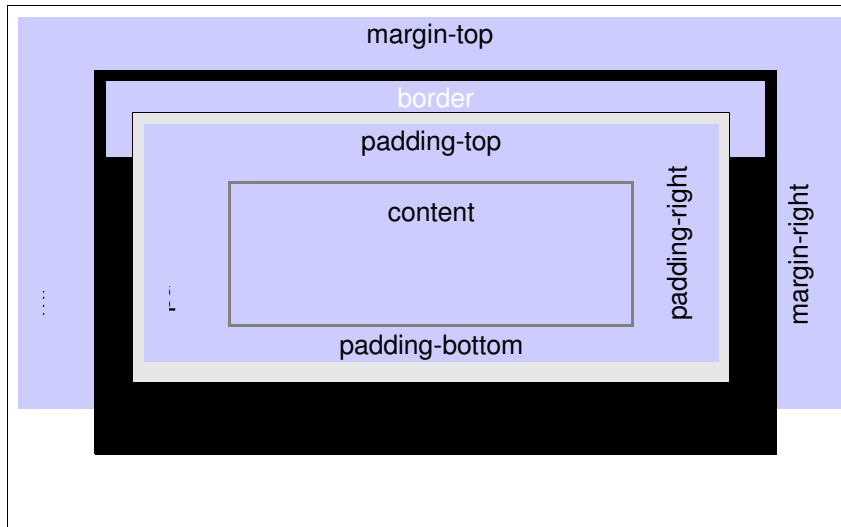 margin-top
border
padding-top
content
padding-right
margin-right
padding-bottom